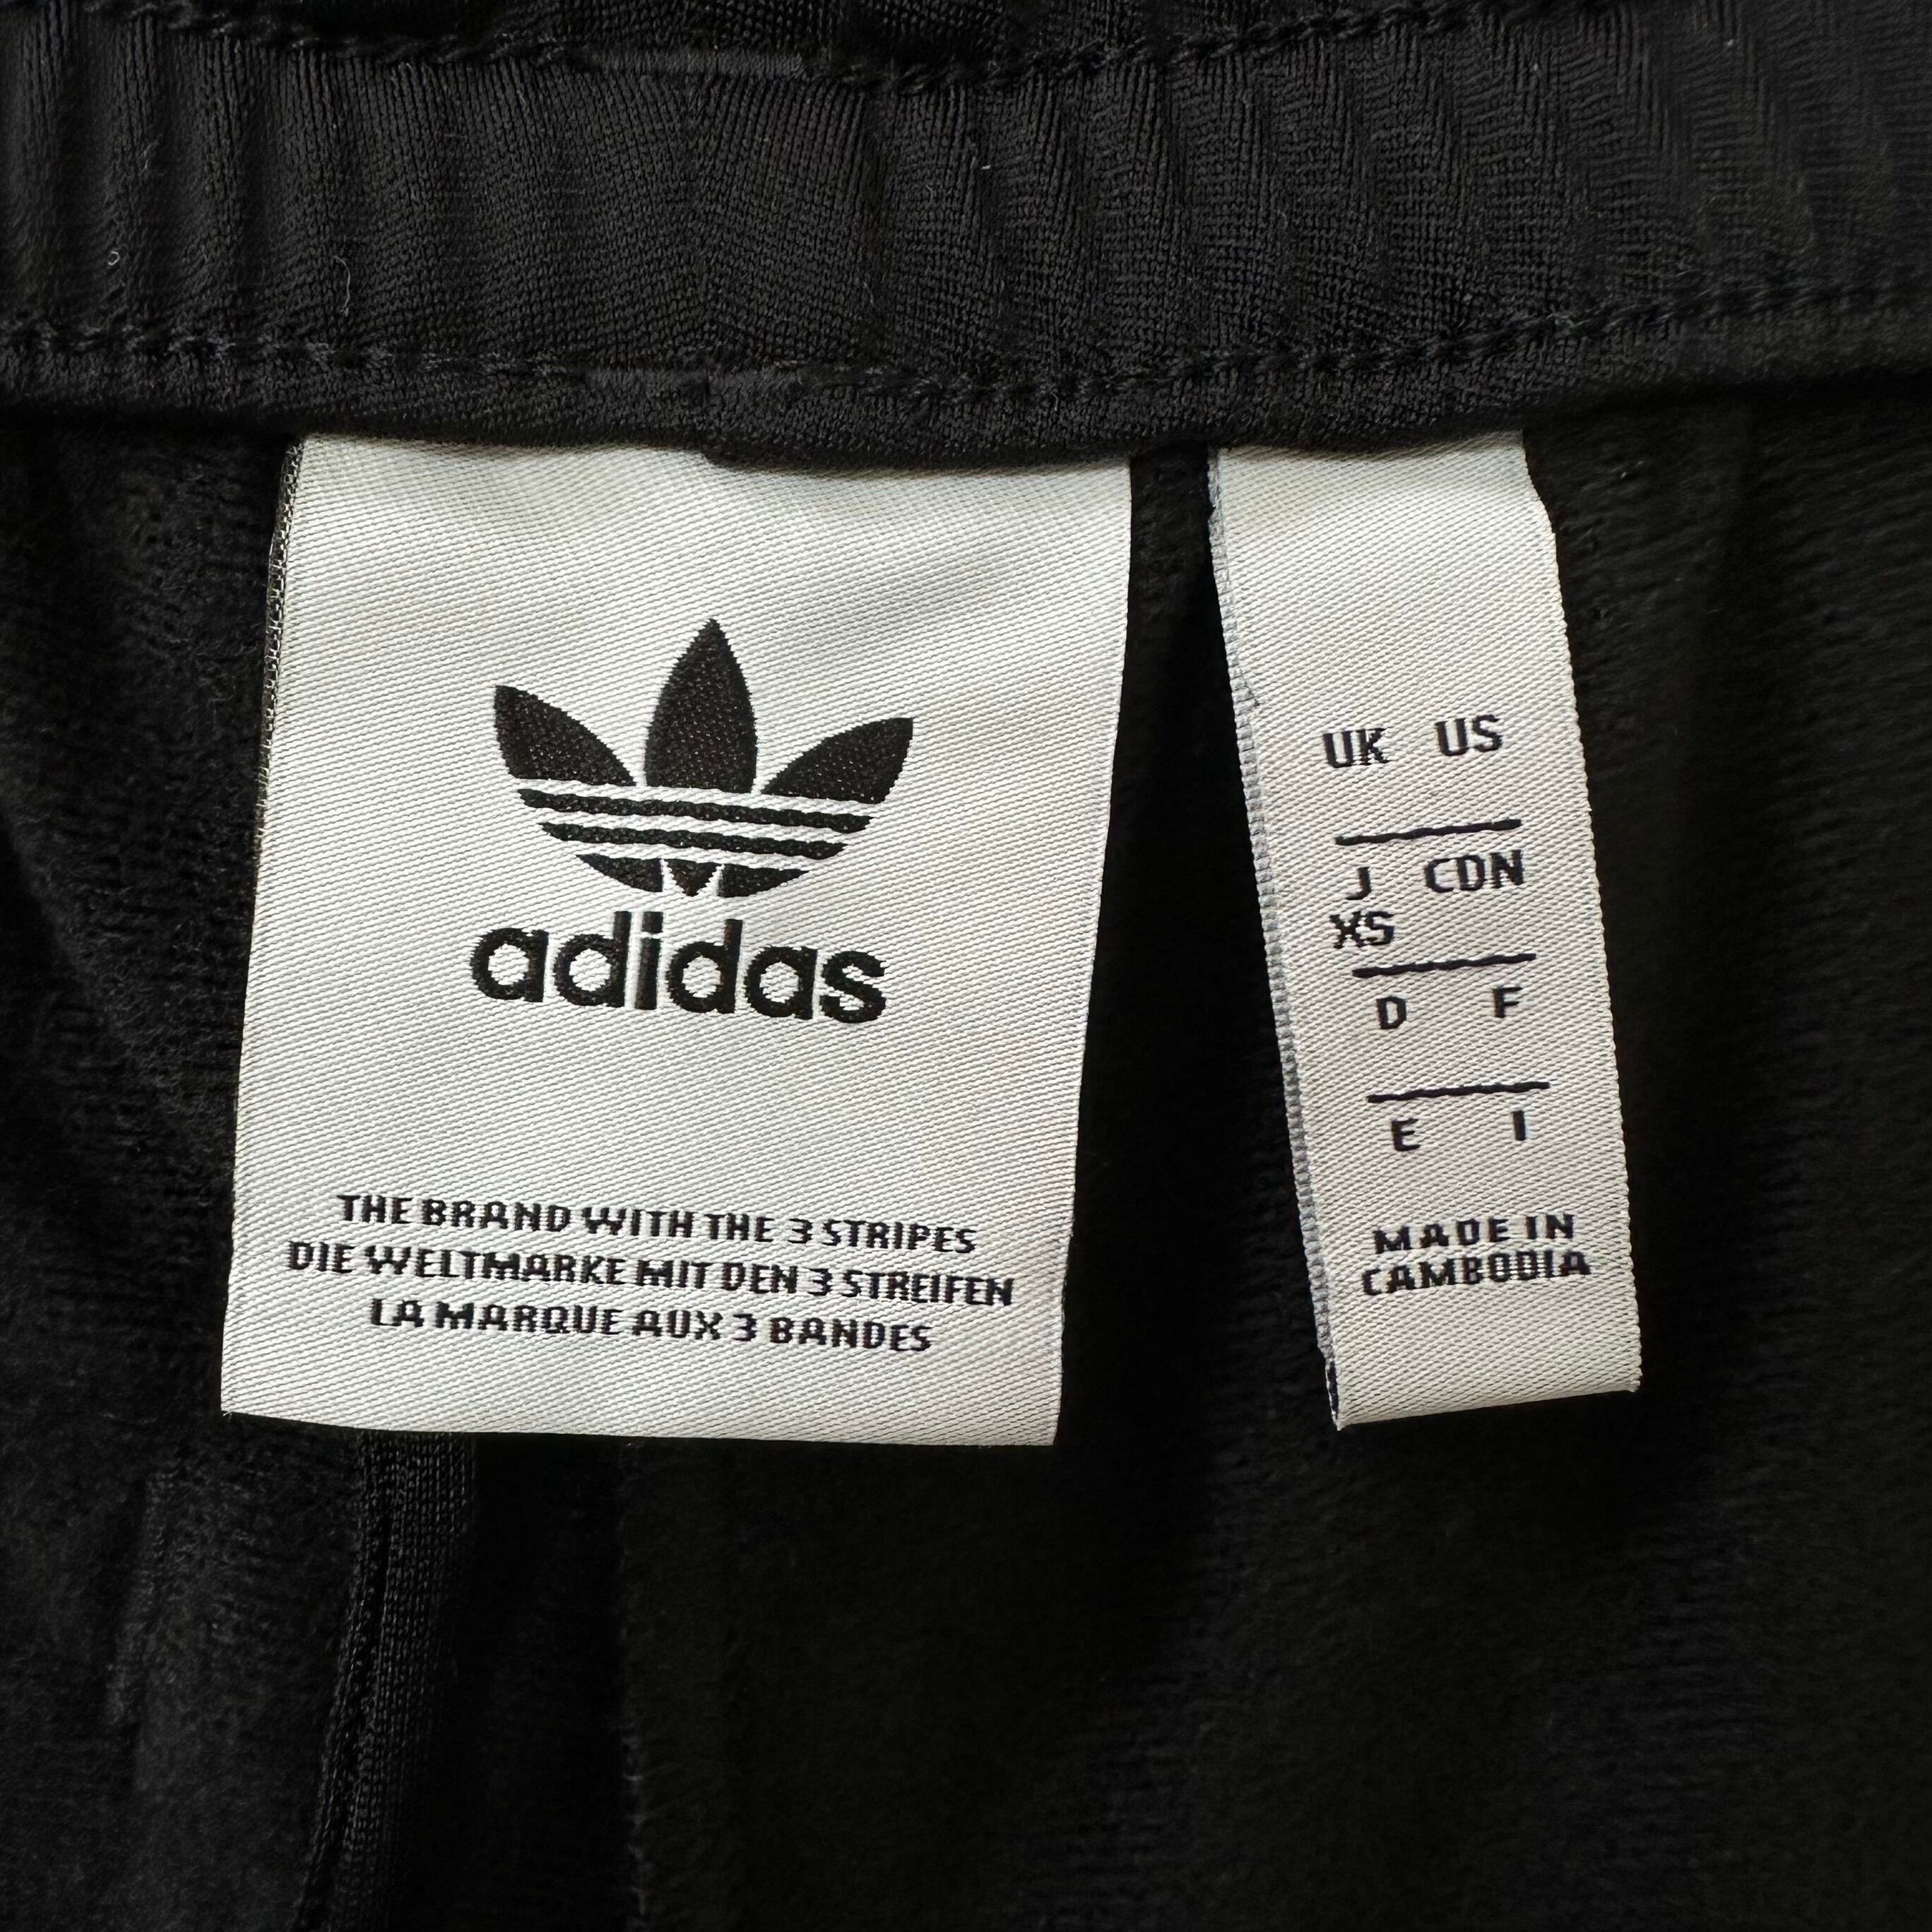 adidas
THE BRAND WITH THE 3 STRIPES
DIE WELTMARKE MIT DEN 3 STREIFEN
LA MARQUE AUX 3 BANDES
UK US
J CDN
XS
D F
E I
MADE IN
CAMBODIA